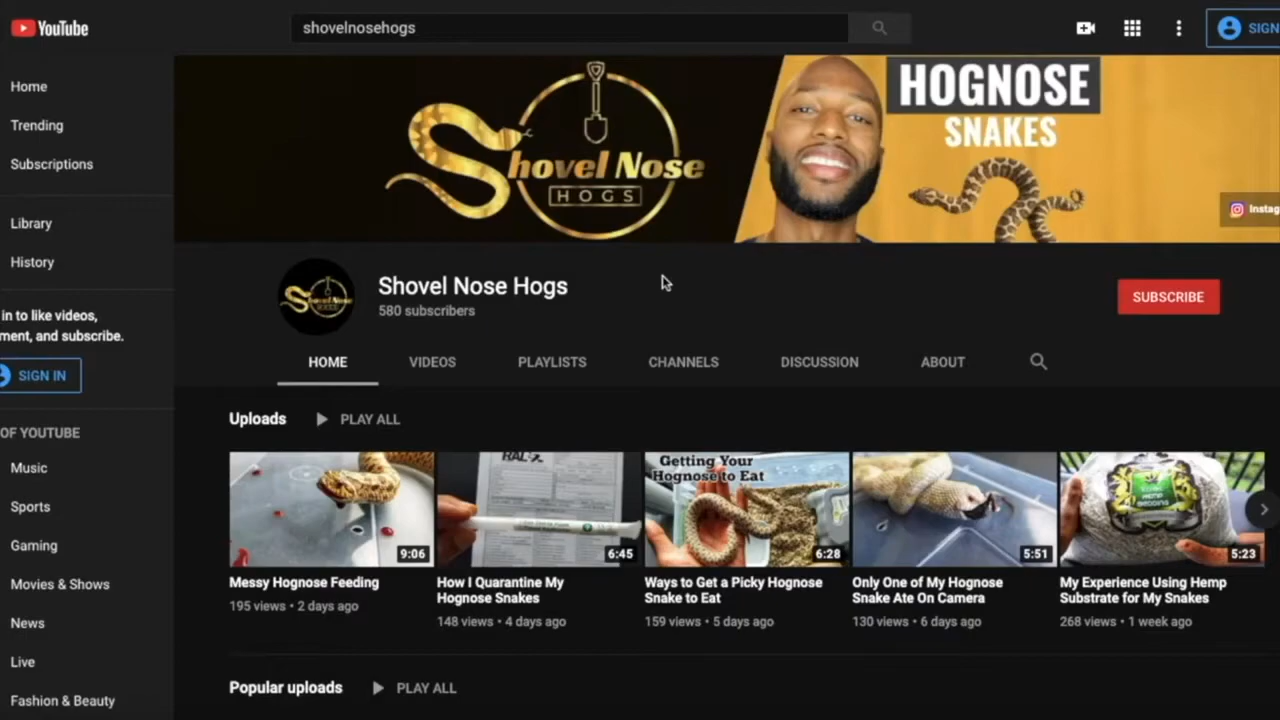 YouTube
shovelnosehogs
SIGN
Home
Trending
Subscriptions
Library
History
in to like videos,
ment, and subscribe.
SIGN IN
OF YOUTUBE
Music
Sports
Gaming
Movies & Shows
News
Live
Fashion & Beauty
Shovel Nose
HOGS
HOGNOSE
SNAKES
Instag
Shovel Nose Hogs
580 subscribers
SUBSCRIBE
HOME
VIDEOS
PLAYLISTS
CHANNELS
DISCUSSION
ABOUT
Uploads
PLAY ALL
9:06
Messy Hognose Feeding
195 views • 2 days ago
6:45
How I Quarantine My
Hognose Snakes
148 views • 4 days ago
Getting Your
Hognose to Eat
6:28
Ways to Get a Picky Hognose
Snake to Eat
159 views • 5 days ago
5:51
Only One of My Hognose
Snake Ate On Camera
130 views • 6 days ago
HEMP
BEDDING
5:23
My Experience Using Hemp
Substrate for My Snakes
268 views • 1 week ago
Popular uploads
PLAY ALL